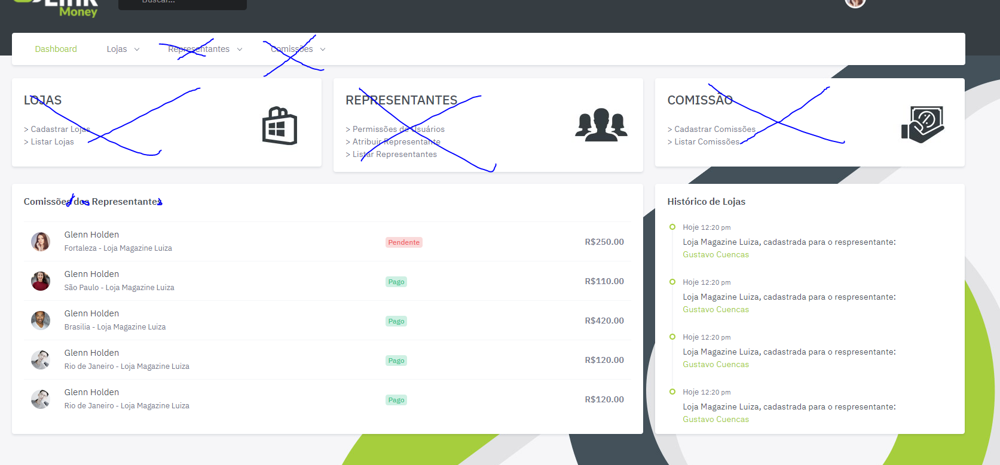 Link
Money
Buscar...
Dashboard Lojas Representantes Comissões
LOJAS
> Cadastrar Lojas
> Listar Lojas
REPRESENTANTES
> Permissões de Usuários
> Atribuir Representante
> Listar Representantes
COMISSÃO
> Cadastrar Comissões
> Listar Comissões
Comissões dos Representantes
Glenn Holden
Fortaleza - Loja Magazine Luiza
Pendente
R$250.00
Glenn Holden
São Paulo - Loja Magazine Luiza
Pago
R$110.00
Glenn Holden
Brasilia - Loja Magazine Luiza
Pago
R$420.00
Glenn Holden
Rio de Janeiro - Loja Magazine Luiza
Pago
R$120.00
Glenn Holden
Rio de Janeiro - Loja Magazine Luiza
Pago
R$120.00
Histórico de Lojas
Hoje 12:20 pm
Loja Magazine Luiza, cadastrada para o respresentante:
Gustavo Cuencas
Hoje 12:20 pm
Loja Magazine Luiza, cadastrada para o respresentante:
Gustavo Cuencas
Hoje 12:20 pm
Loja Magazine Luiza, cadastrada para o respresentante:
Gustavo Cuencas
Hoje 12:20 pm
Loja Magazine Luiza, cadastrada para o respresentante:
Gustavo Cuencas